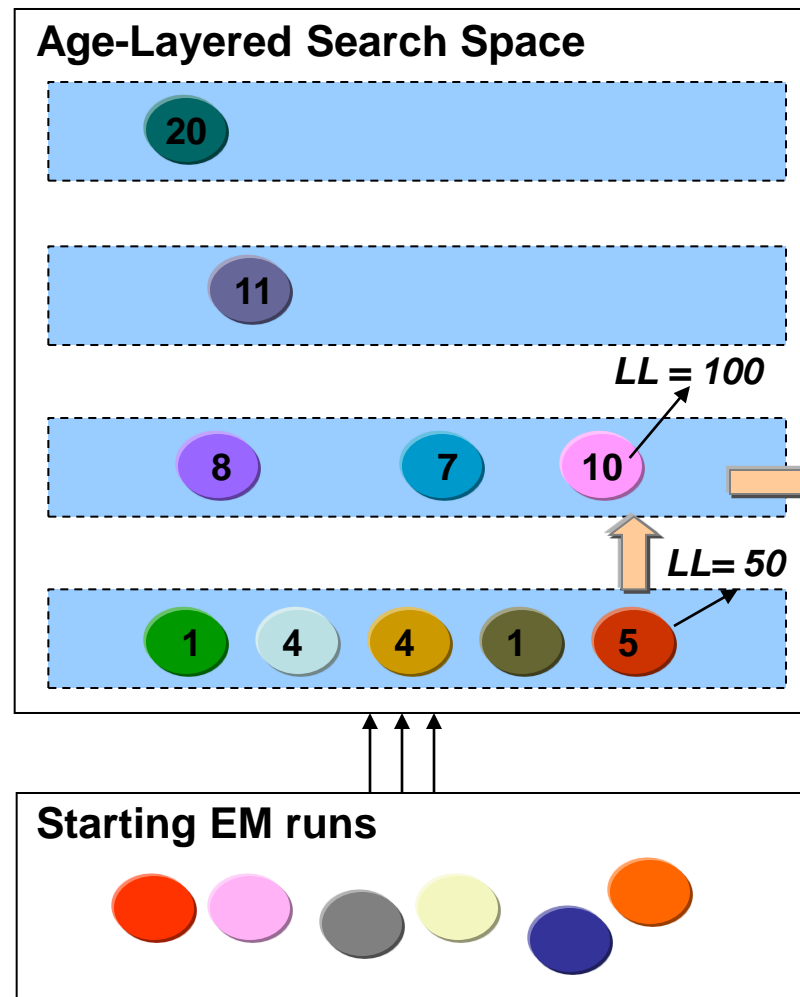 Age-Layered Search Space
20
11
LL = 100
8 7 10
LL= 50
1 4 4 1 5
Starting EM runs